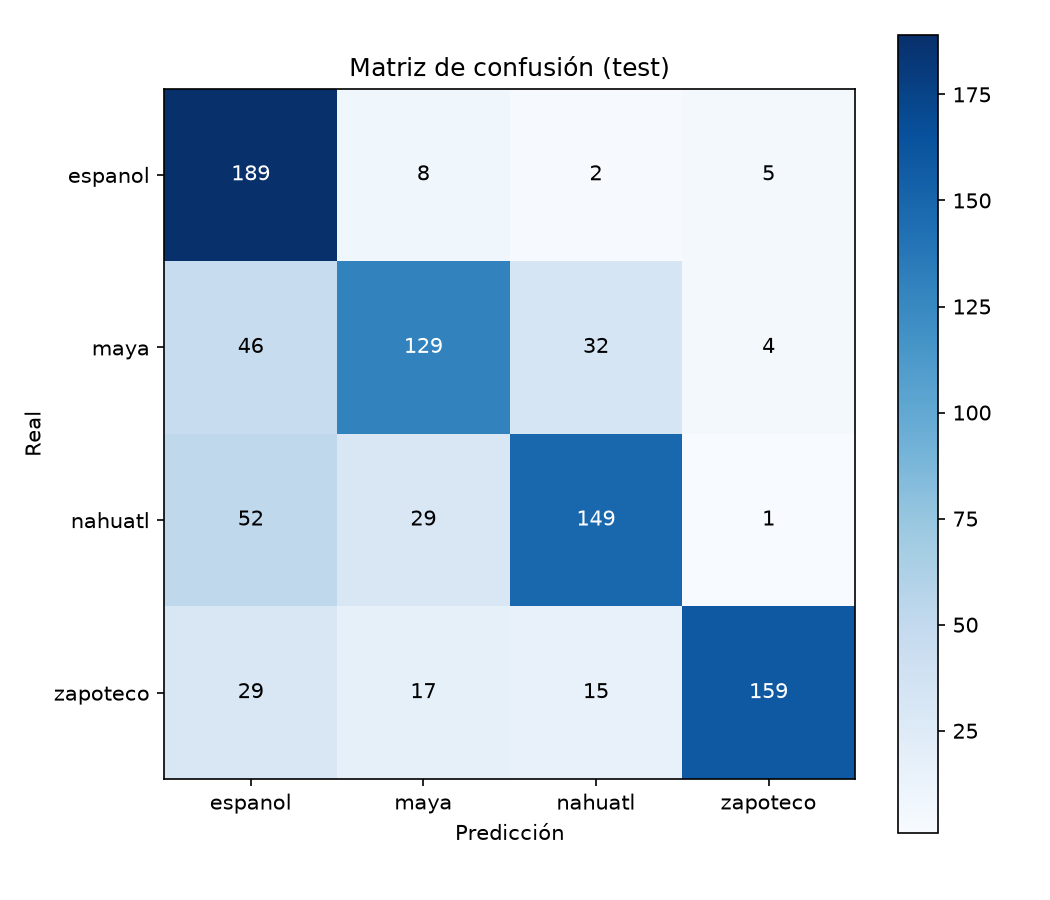 Matriz de confusión (test)
espanol 189 8 2 5
maya 46 129 32 4
nahuatl 52 29 149 1
zapoteco 29 17 15 159
espanol maya nahuatl zapoteco
Predicción
Real
175
150
125
100
75
50
25